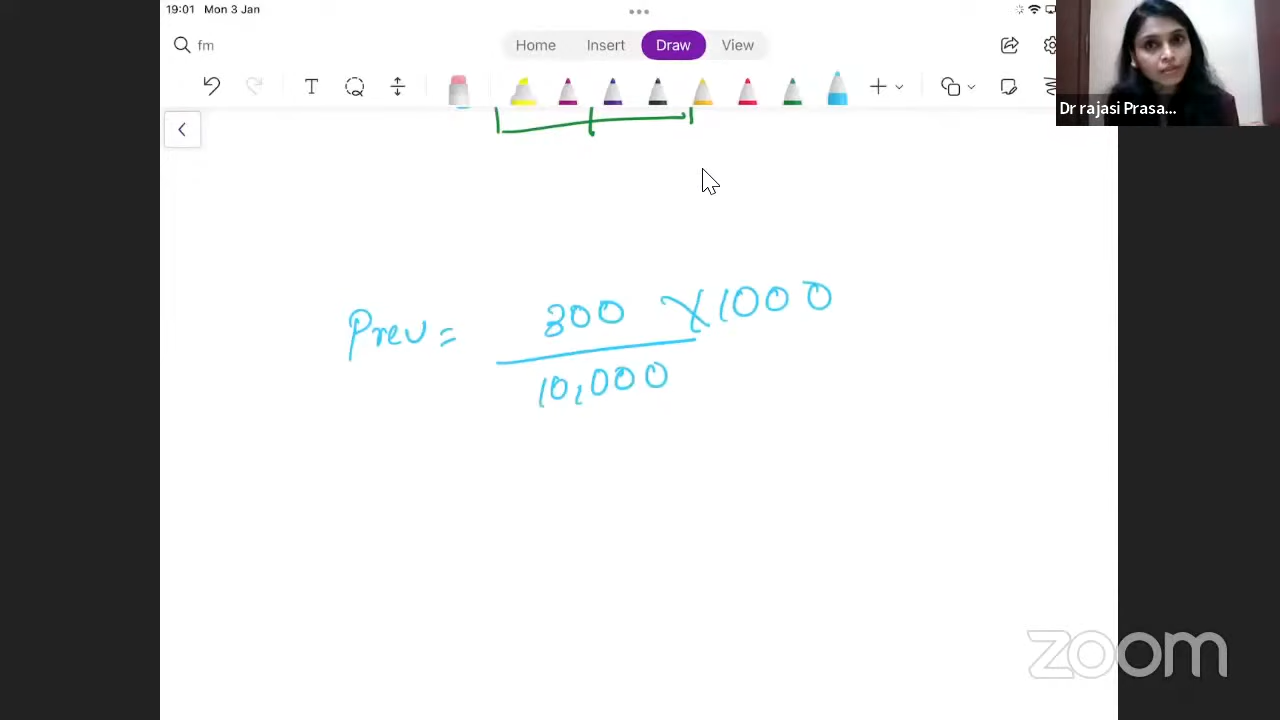 19:01 Mon 3 Jan
fm
Home Insert Draw View
T
Dr rajasi Prasa...
Prev = 300 X 1000
10,000
zoom